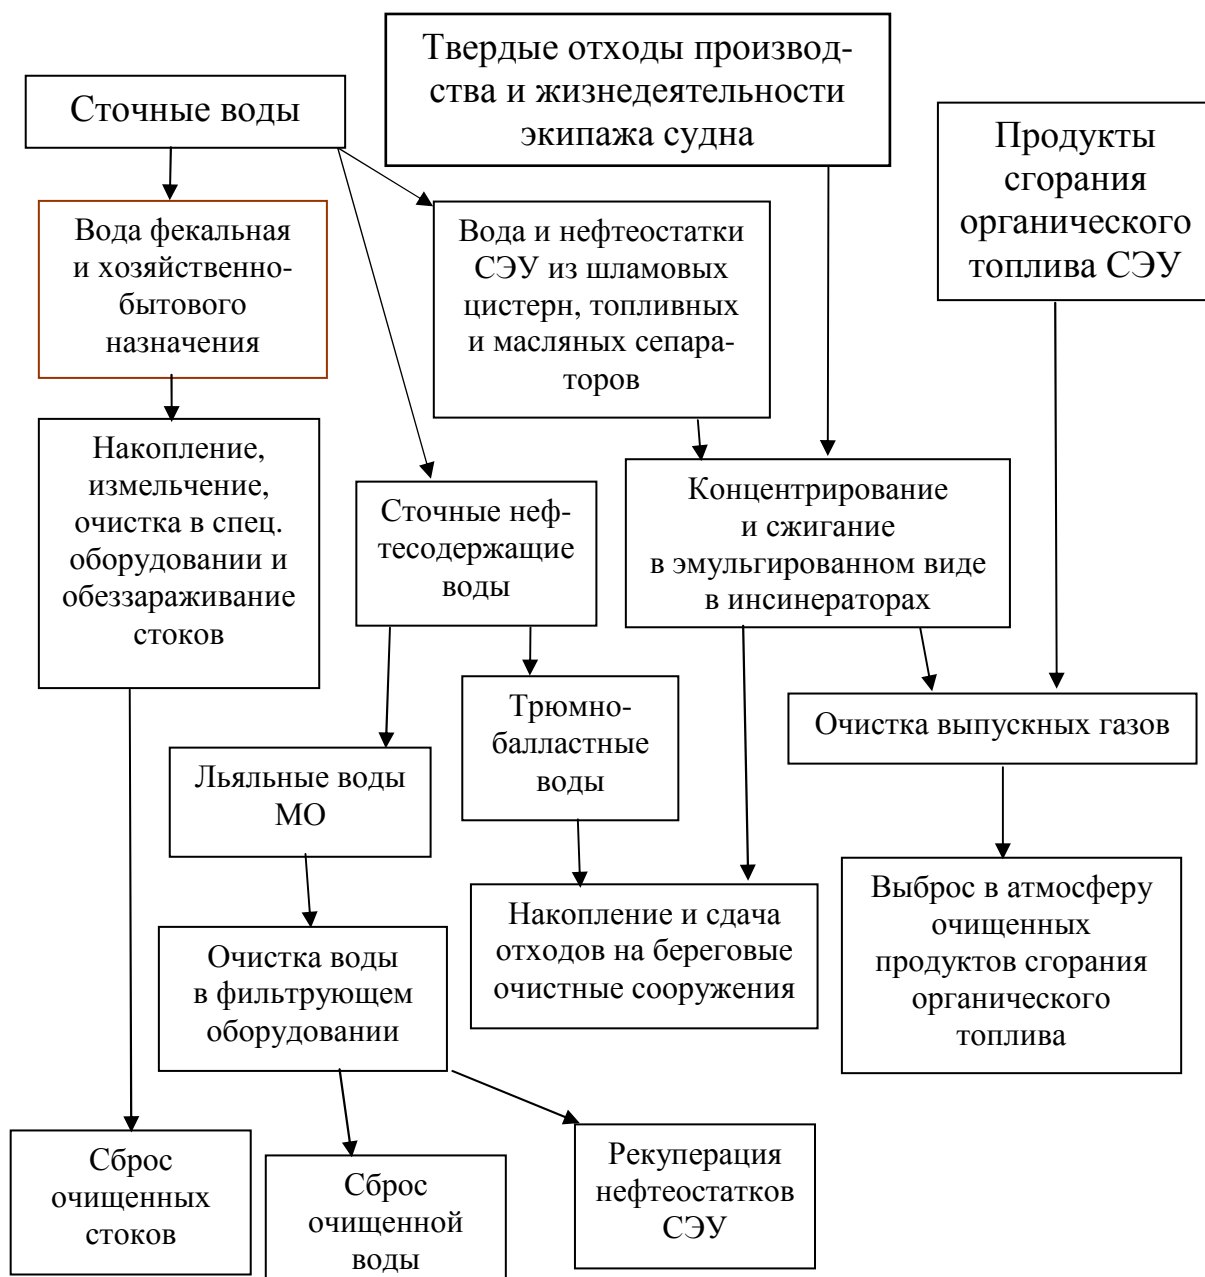 Твердые отходы производ-
ства и жизнедеятельности
экипажа судна
Сточные воды
Продукты
сгорания
органического
топлива СЭУ
Вода фекальная
и хозяйственно-
бытового
назначения
Вода и нефтеостатки
СЭУ из шламовых
цистерн, топливных
и масляных сепара-
торов
Накопление,
измельчение,
очистка в спец.
оборудовании и
обеззараживание
стоков
Сточные неф-
тесодержащие
воды
Концентрирование
и сжигание
в эмульгированном виде
в инсинераторах
Трюмно-
балластные
воды
Очистка выпускных газов
Льяльные воды
МО
Накопление и сдача
отходов на береговые
очистные сооружения
Выброс в атмосферу
очищенных
продуктов сгорания
органического
топлива
Очистка воды
в фильтрующем
оборудовании
Сброс
очищенных
стоков
Сброс
очищенной
воды
Рекуперация
нефтеостатков
СЭУ